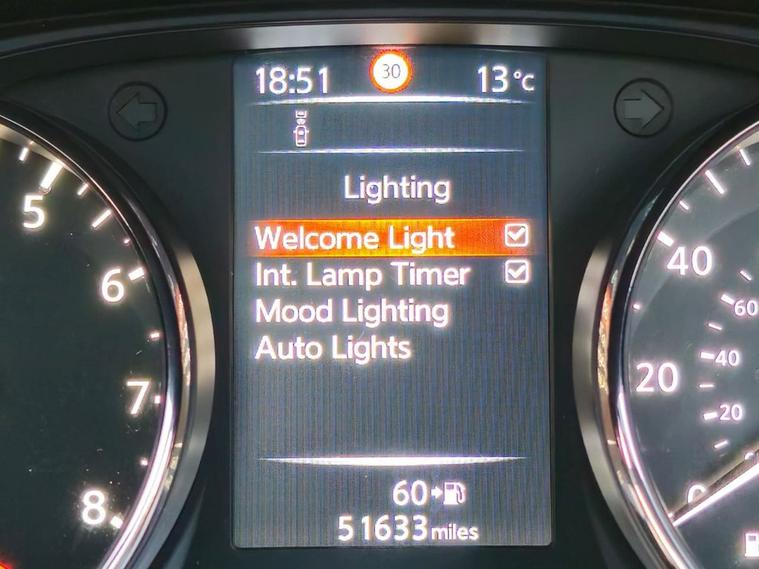 18:51 30 13°C
Lighting
Welcome Light
Int. Lamp Timer
Mood Lighting
Auto Lights
60
51633 miles
5
6
7
8
40
20
0
60
40
20